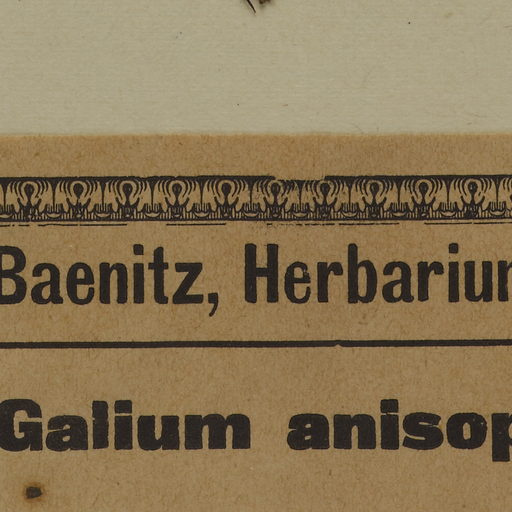 Baenitz, Herbariun
Galium anisop